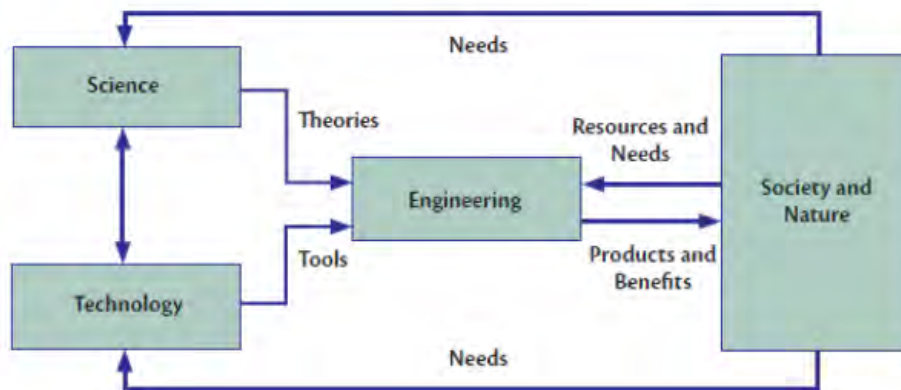 Needs
Science
Theories
Resources and
Needs
Society and
Nature
Engineering
Tools
Products and
Benefits
Technology
Needs